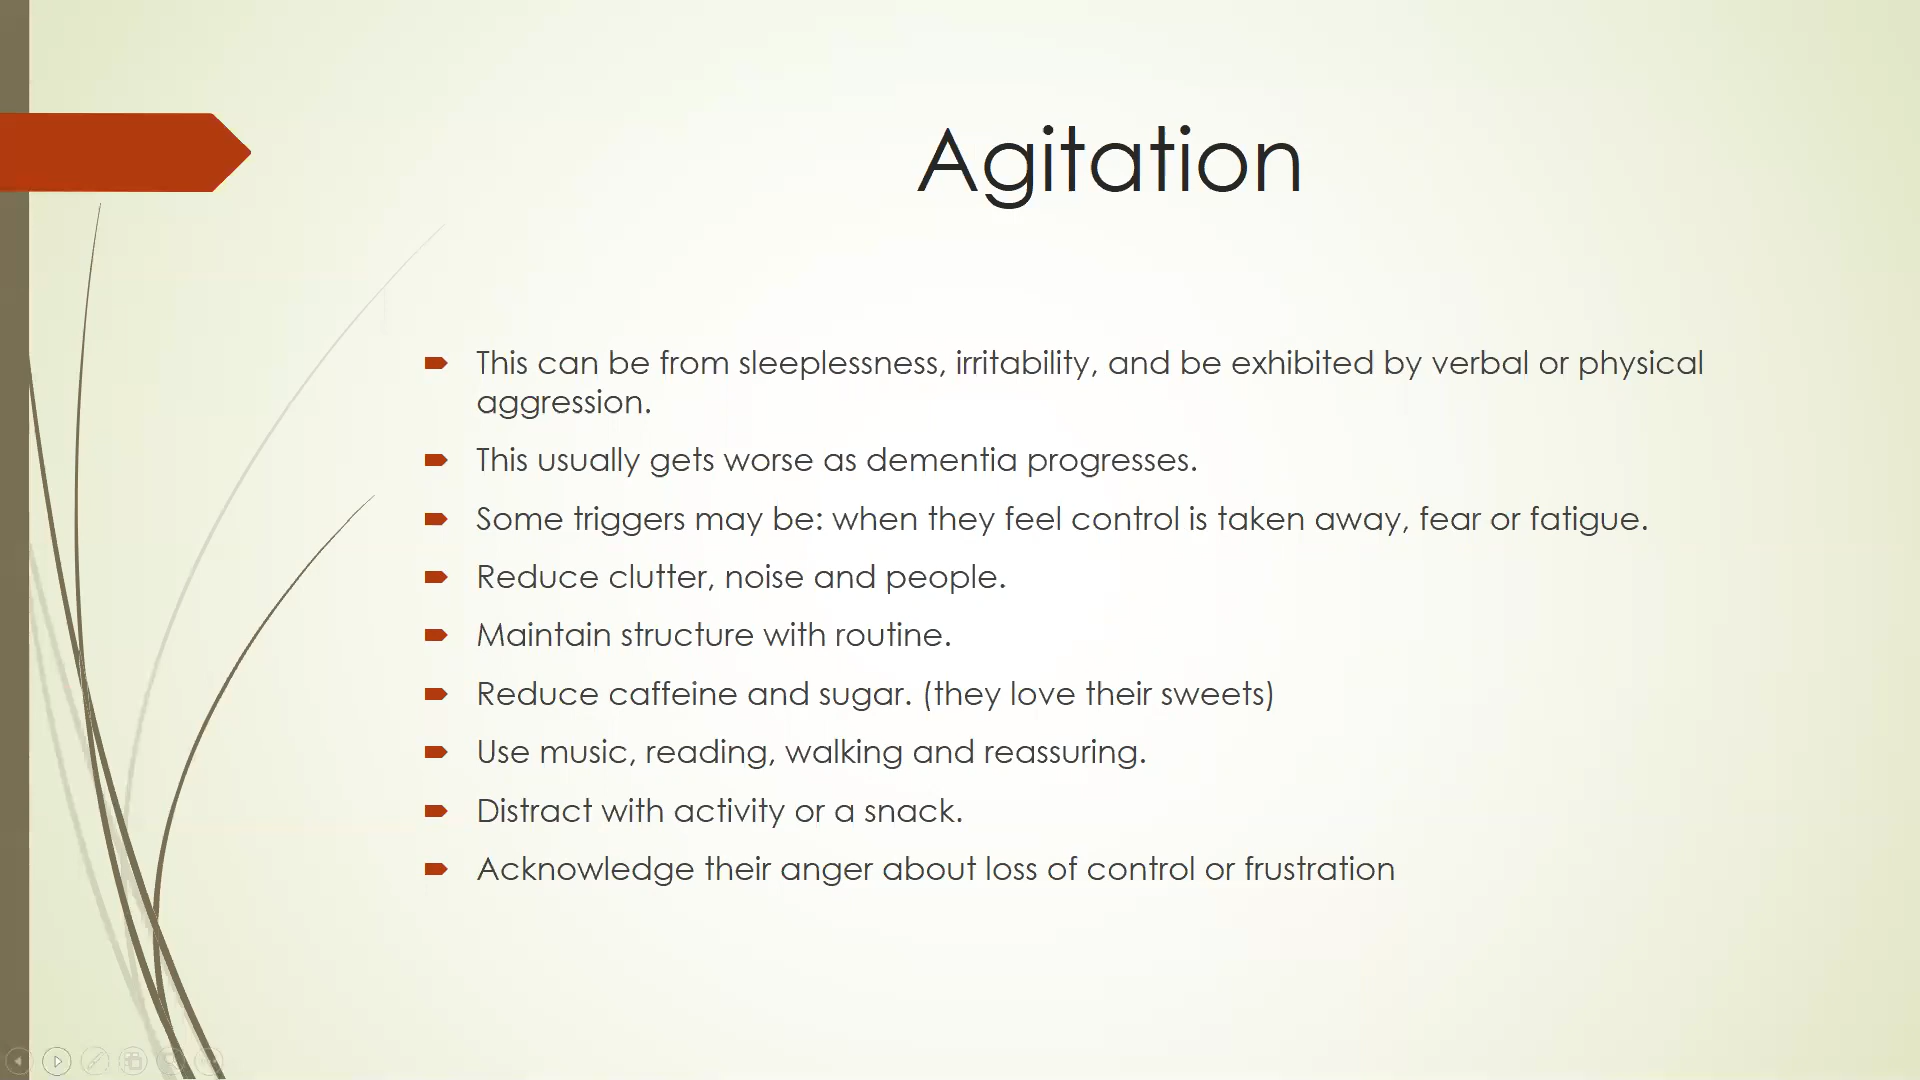 Agitation
This can be from sleeplessness, irritability, and be exhibited by verbal or physical
aggression.
This usually gets worse as dementia progresses.
Some triggers may be: when they feel control is taken away, fear or fatigue.
Reduce clutter, noise and people.
Maintain structure with routine.
Reduce caffeine and sugar. (they love their sweets)
Use music, reading, walking and reassuring.
Distract with activity or a snack.
Acknowledge their anger about loss of control or frustration